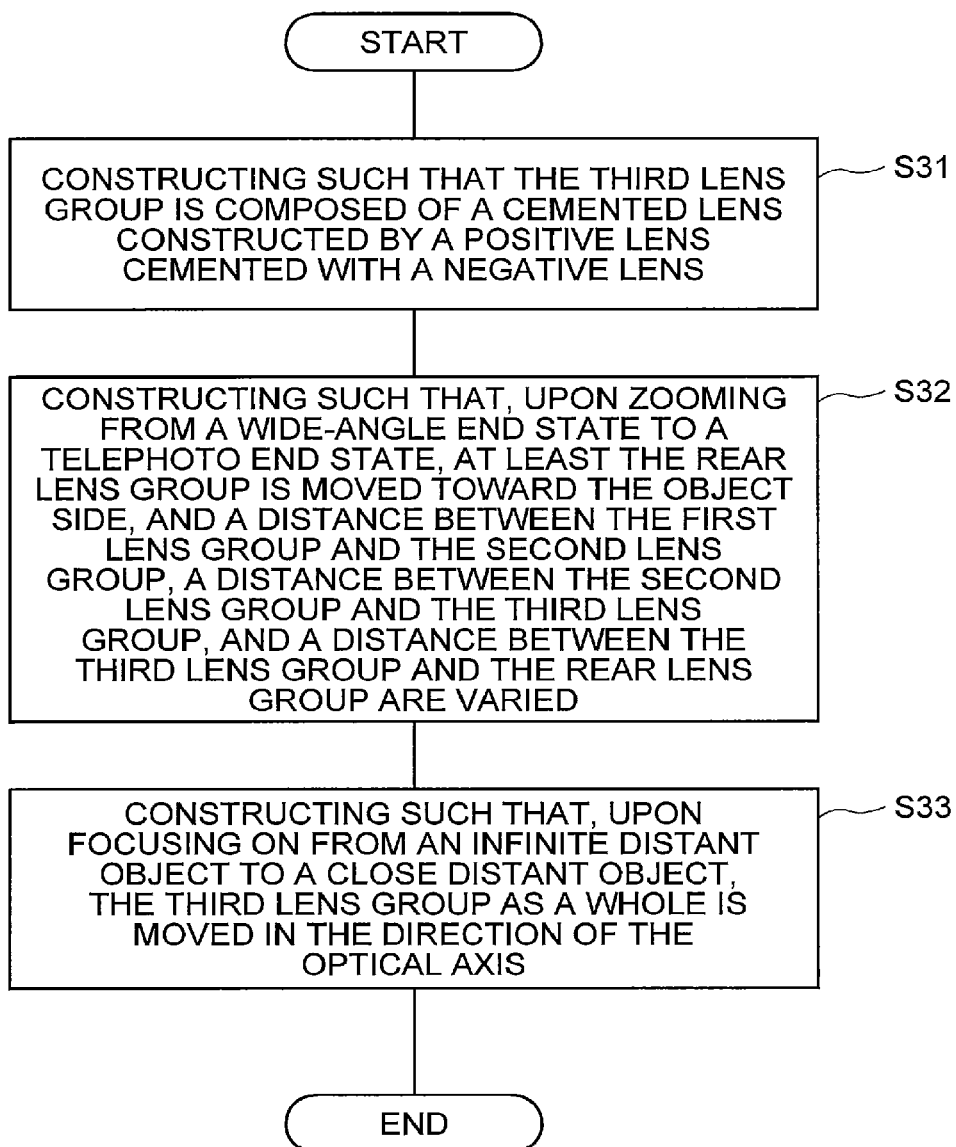 START
CONSTRUCTING SUCH THAT THE THIRD LENS
GROUP IS COMPOSED OF A CEMENTED LENS
CONSTRUCTED BY A POSITIVE LENS
CEMENTED WITH A NEGATIVE LENS
S31
CONSTRUCTING SUCH THAT, UPON ZOOMING
FROM A WIDE-ANGLE END STATE TO A
TELEPHOTO END STATE, AT LEAST THE REAR
LENS GROUP IS MOVED TOWARD THE OBJECT
SIDE, AND A DISTANCE BETWEEN THE FIRST
LENS GROUP AND THE SECOND LENS
GROUP, A DISTANCE BETWEEN THE SECOND
LENS GROUP AND THE THIRD LENS
GROUP, AND A DISTANCE BETWEEN THE
THIRD LENS GROUP AND THE REAR LENS
GROUP ARE VARIED
S32
CONSTRUCTING SUCH THAT, UPON
FOCUSING ON FROM AN INFINITE DISTANT
OBJECT TO A CLOSE DISTANT OBJECT,
THE THIRD LENS GROUP AS A WHOLE IS
MOVED IN THE DIRECTION OF THE
OPTICAL AXIS
S33
END